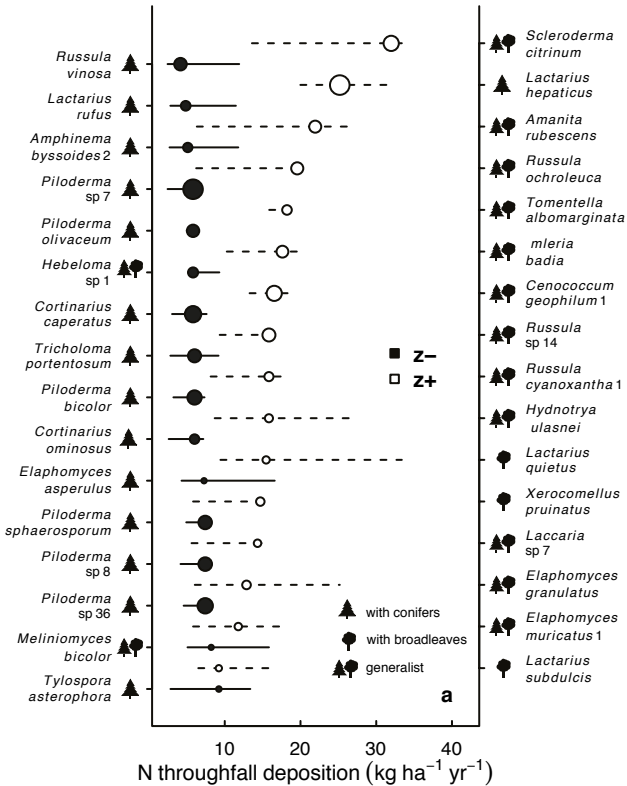 Russula
vinosa
Lactarius
rufus
Amphinema
byssoides 2
Piloderma
sp 7
Piloderma
olivaceum
Hebeloma
sp 1
Cortinarius
caperatus
Tricholoma
portentosum
Piloderma
bicolor
Cortinarius
ominosus
Elaphomyces
asperulus
Piloderma
sphaerosporum
Piloderma
sp 8
Piloderma
sp 36
Meliniomyces
bicolor
Tylospora
asterophora
Scleroderma
citrinum
Lactarius
hepaticus
Amanita
rubescens
Russula
ochroleuca
Tomentella
albomarginata
mleria
badia
Cenococcum
geophilum 1
Russula
sp 14
Russula
cyanoxantha 1
Hydnotrya
ulasnei
Lactarius
quietus
Xerocomellus
pruinatus
Laccaria
sp 7
Elaphomyces
granulatus
Elaphomyces
muricatus 1
Lactarius
subdulcis
z−
z+
with conifers
with broadleaves
generalist
a
10 20 30 40
N throughfall deposition (kg ha⁻¹ yr⁻¹)